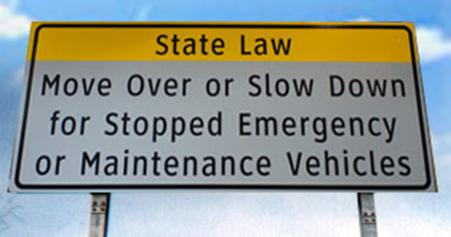 State Law
Move Over or Slow Down
for Stopped Emergency
or Maintenance Vehicles